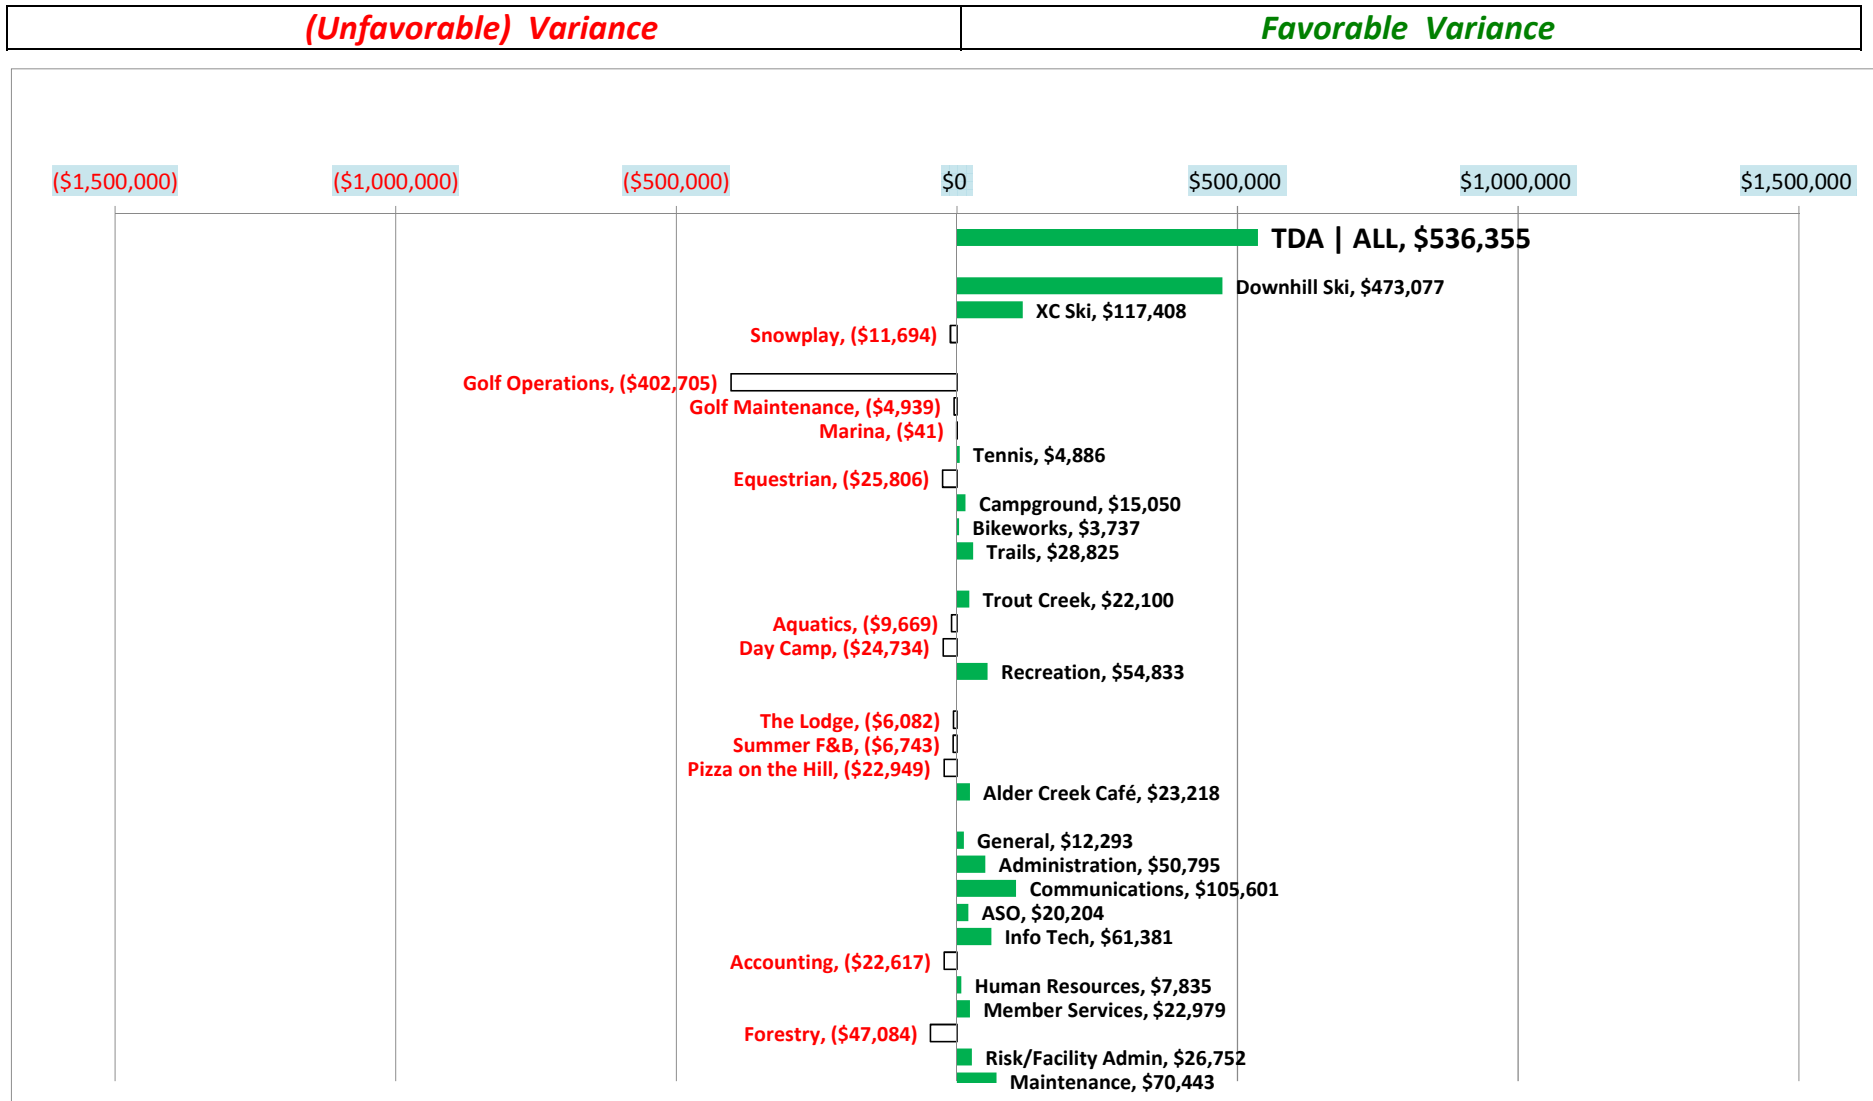 (Unfavorable) Variance
Favorable Variance
($1,500,000) ($1,000,000) ($500,000) $0 $500,000 $1,000,000 $1,500,000
TDA | ALL, $536,355
Downhill Ski, $473,077
XC Ski, $117,408
Snowplay, ($11,694)
Golf Operations, ($402,705)
Golf Maintenance, ($4,939)
Marina, ($41)
Tennis, $4,886
Equestrian, ($25,806)
Campground, $15,050
Bikeworks, $3,737
Trails, $28,825
Trout Creek, $22,100
Aquatics, ($9,669)
Day Camp, ($24,734)
Recreation, $54,833
The Lodge, ($6,082)
Summer F&B, ($6,743)
Pizza on the Hill, ($22,949)
Alder Creek Café, $23,218
General, $12,293
Administration, $50,795
Communications, $105,601
ASO, $20,204
Info Tech, $61,381
Accounting, ($22,617)
Human Resources, $7,835
Member Services, $22,979
Forestry, ($47,084)
Risk/Facility Admin, $26,752
Maintenance, $70,443